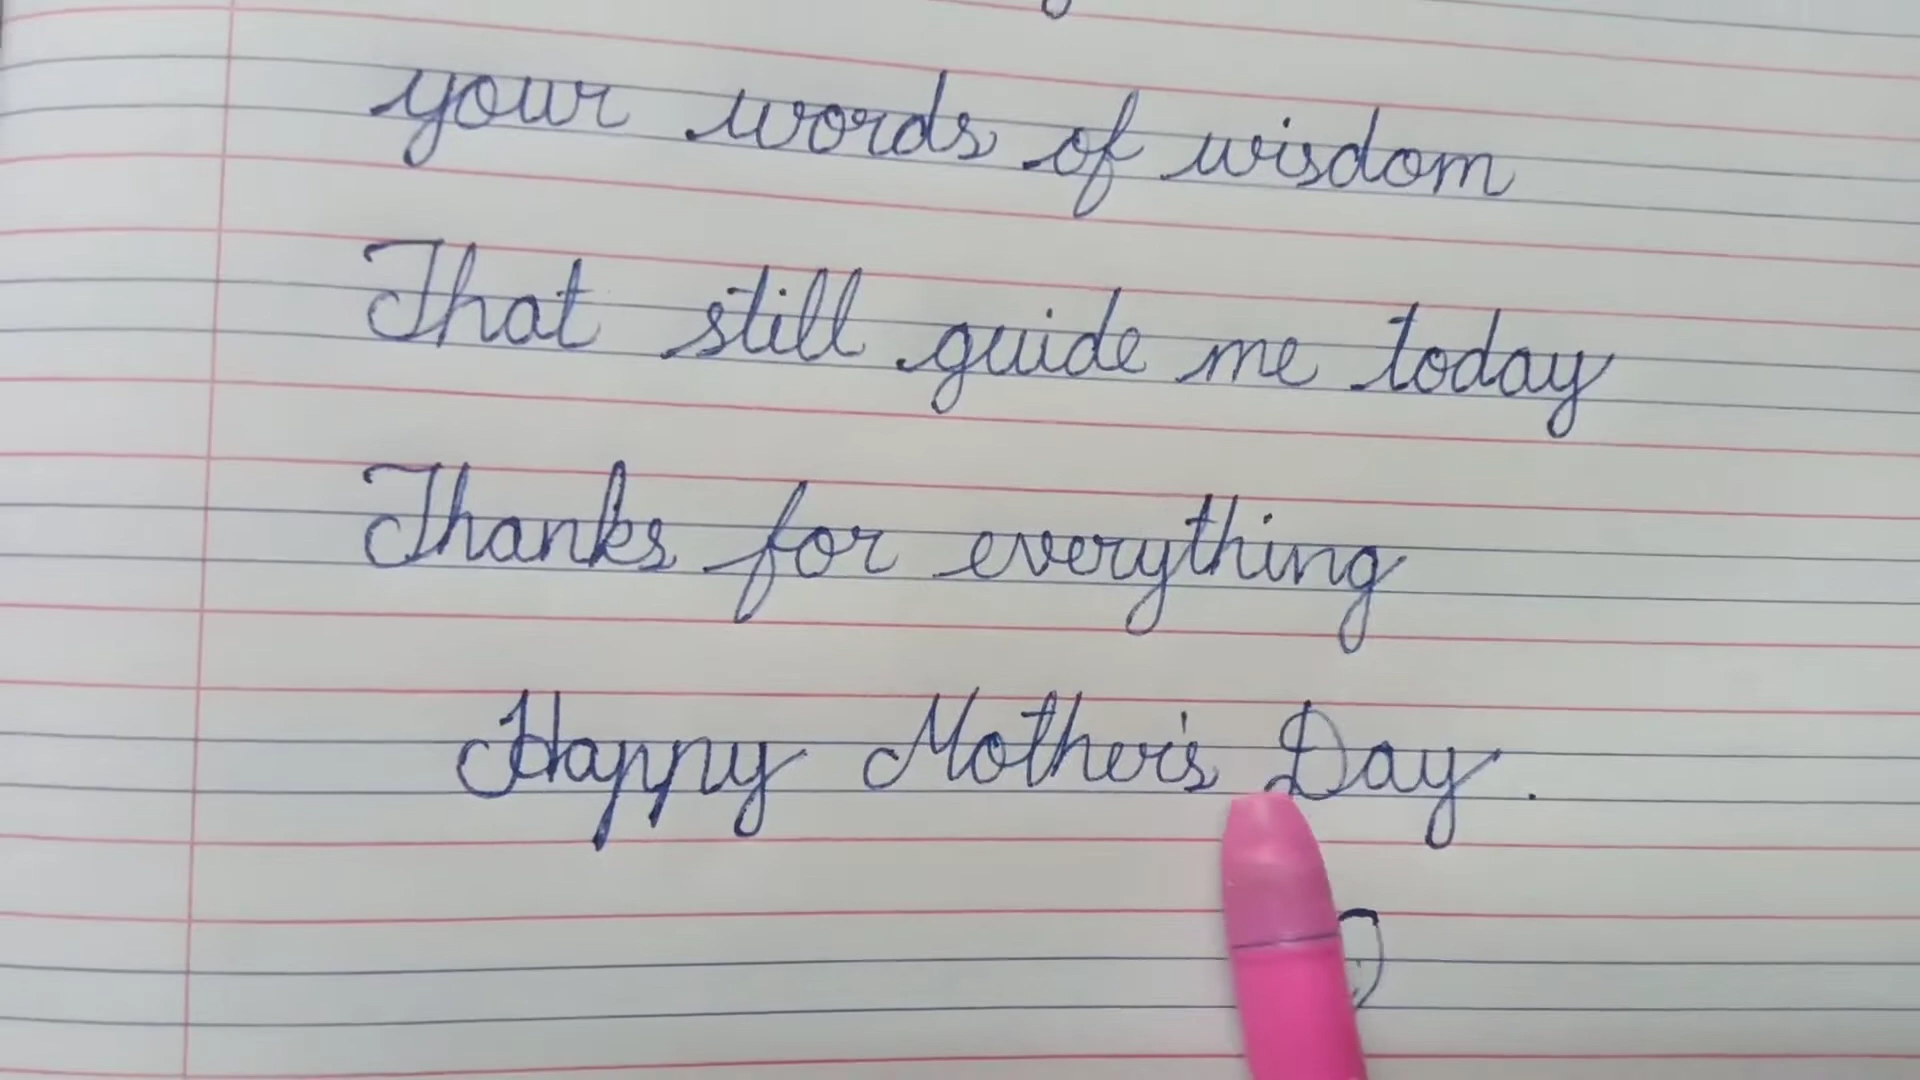 your words of wisdom
That still guide me today
Thanks for everything
Happy Mother's Day.